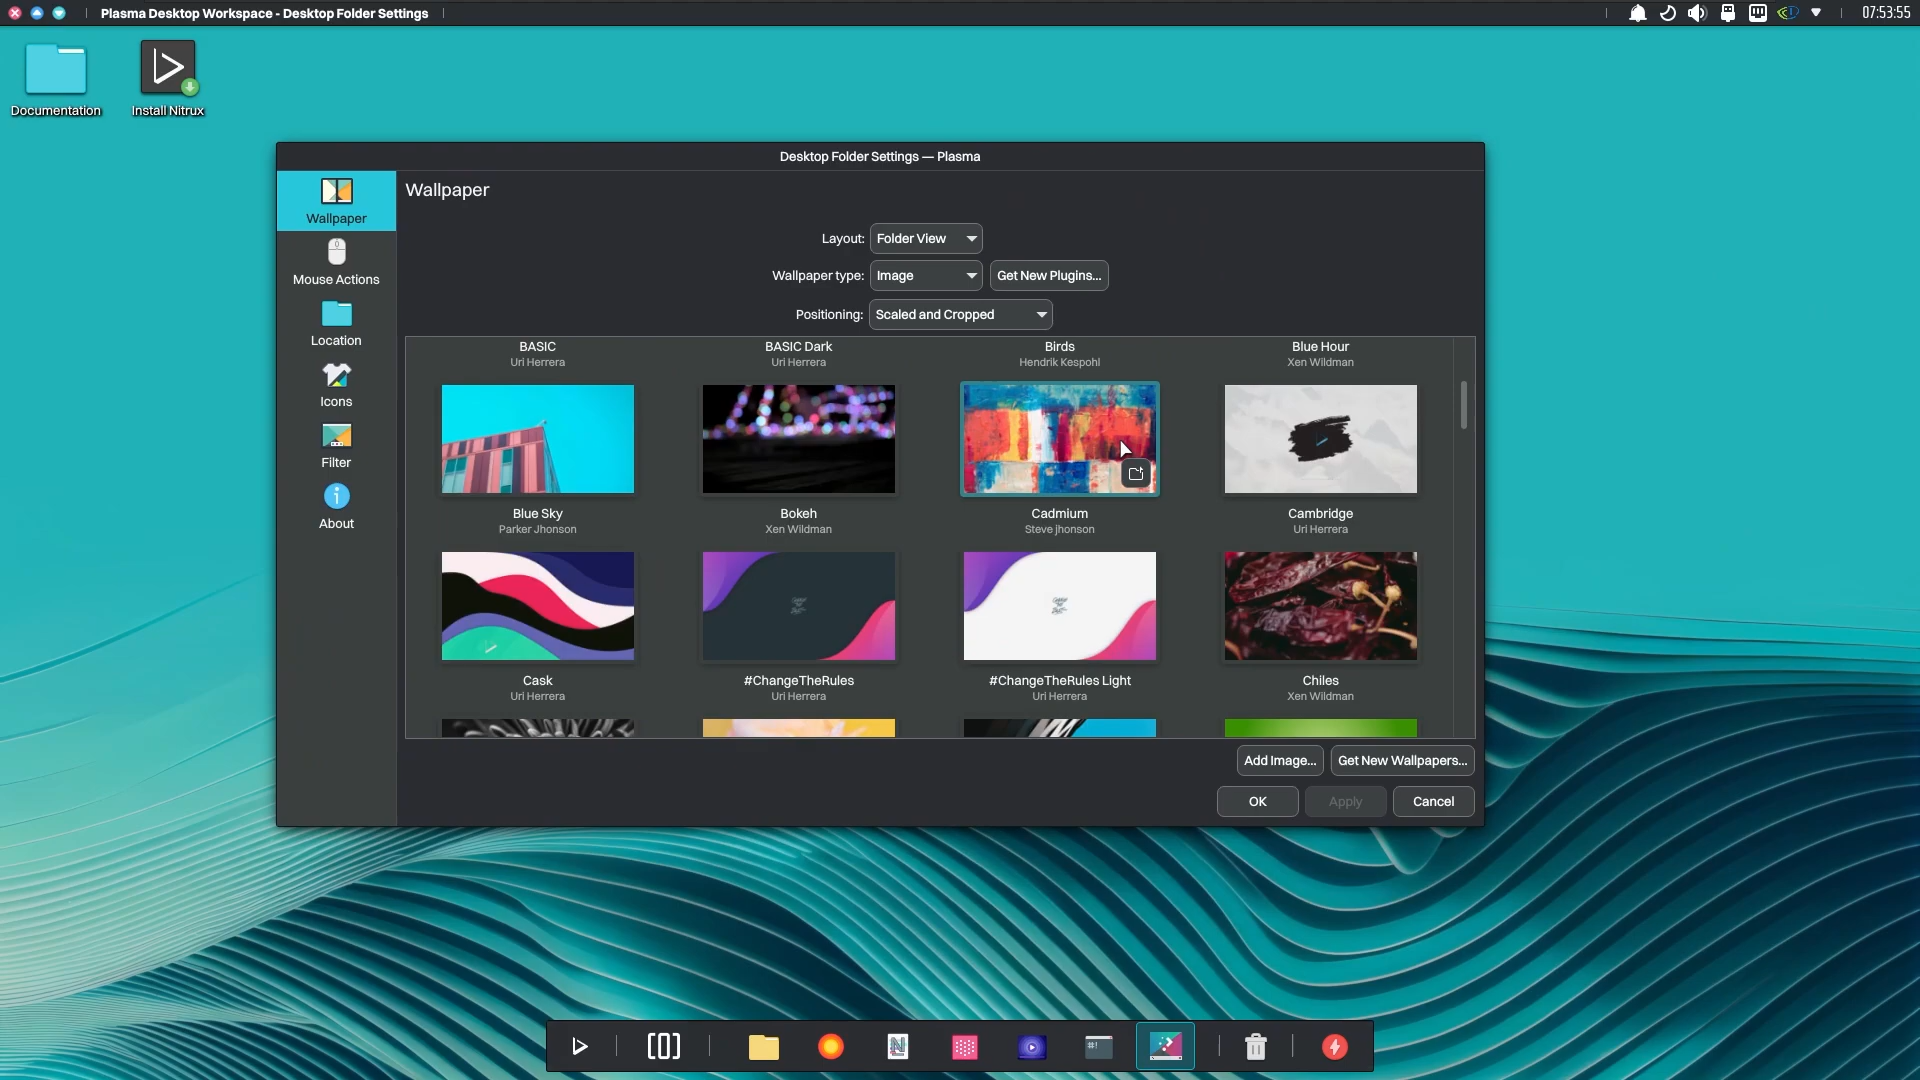 Plasma Desktop Workspace - Desktop Folder Settings
07:53:55
Documentation
Install Nitrux
Desktop Folder Settings — Plasma
Wallpaper
Mouse Actions
Location
Icons
Filter
About
Wallpaper
Layout: Folder View
Wallpaper type: Image Get New Plugins...
Positioning: Scaled and Cropped
BASIC BASIC Dark Birds Blue Hour
Uri Herrera Uri Herrera Hendrik Kespohl Xen Wildman
Blue Sky Bokeh Cadmium Cambridge
Parker Jhonson Xen Wildman Steve jhonson Uri Herrera
Cask #ChangeTheRules #ChangeTheRules Light Chiles
Uri Herrera Uri Herrera Uri Herrera Xen Wildman
Add Image... Get New Wallpapers...
OK Apply Cancel